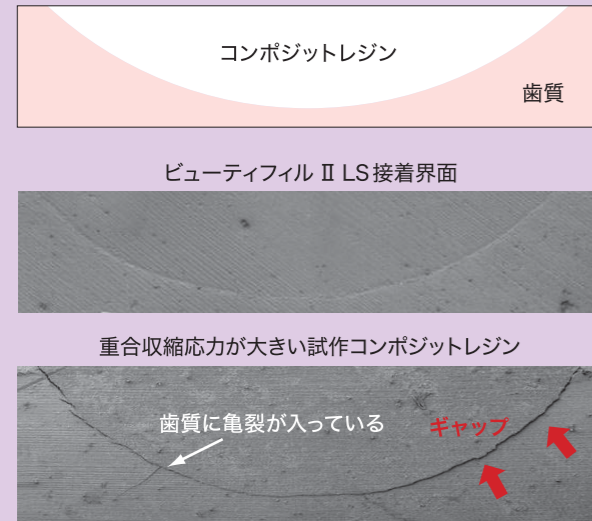 コンポジットレジン
歯質
ビューティフィル Ⅱ LS接着界面
重合収縮応力が大きい試作コンポジットレジン
歯質に亀裂が入っている
ギャップ